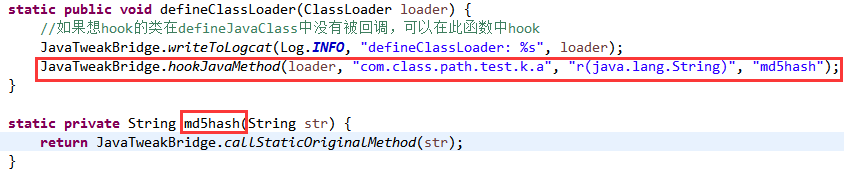 static public void defineClassLoader(ClassLoader loader) {
//如果想hook的类在defineJavaClass中没有被回调，可以在此函数中hook
JavaTweakBridge.writeToLogcat(Log.INFO, "defineClassLoader: %s", loader);
JavaTweakBridge.hookJavaMethod(loader, "com.class.path.test.k.a", "r(java.lang.String)", "md5hash");
}
static private String md5hash(String str) {
return JavaTweakBridge.callStaticOriginalMethod(str);
}